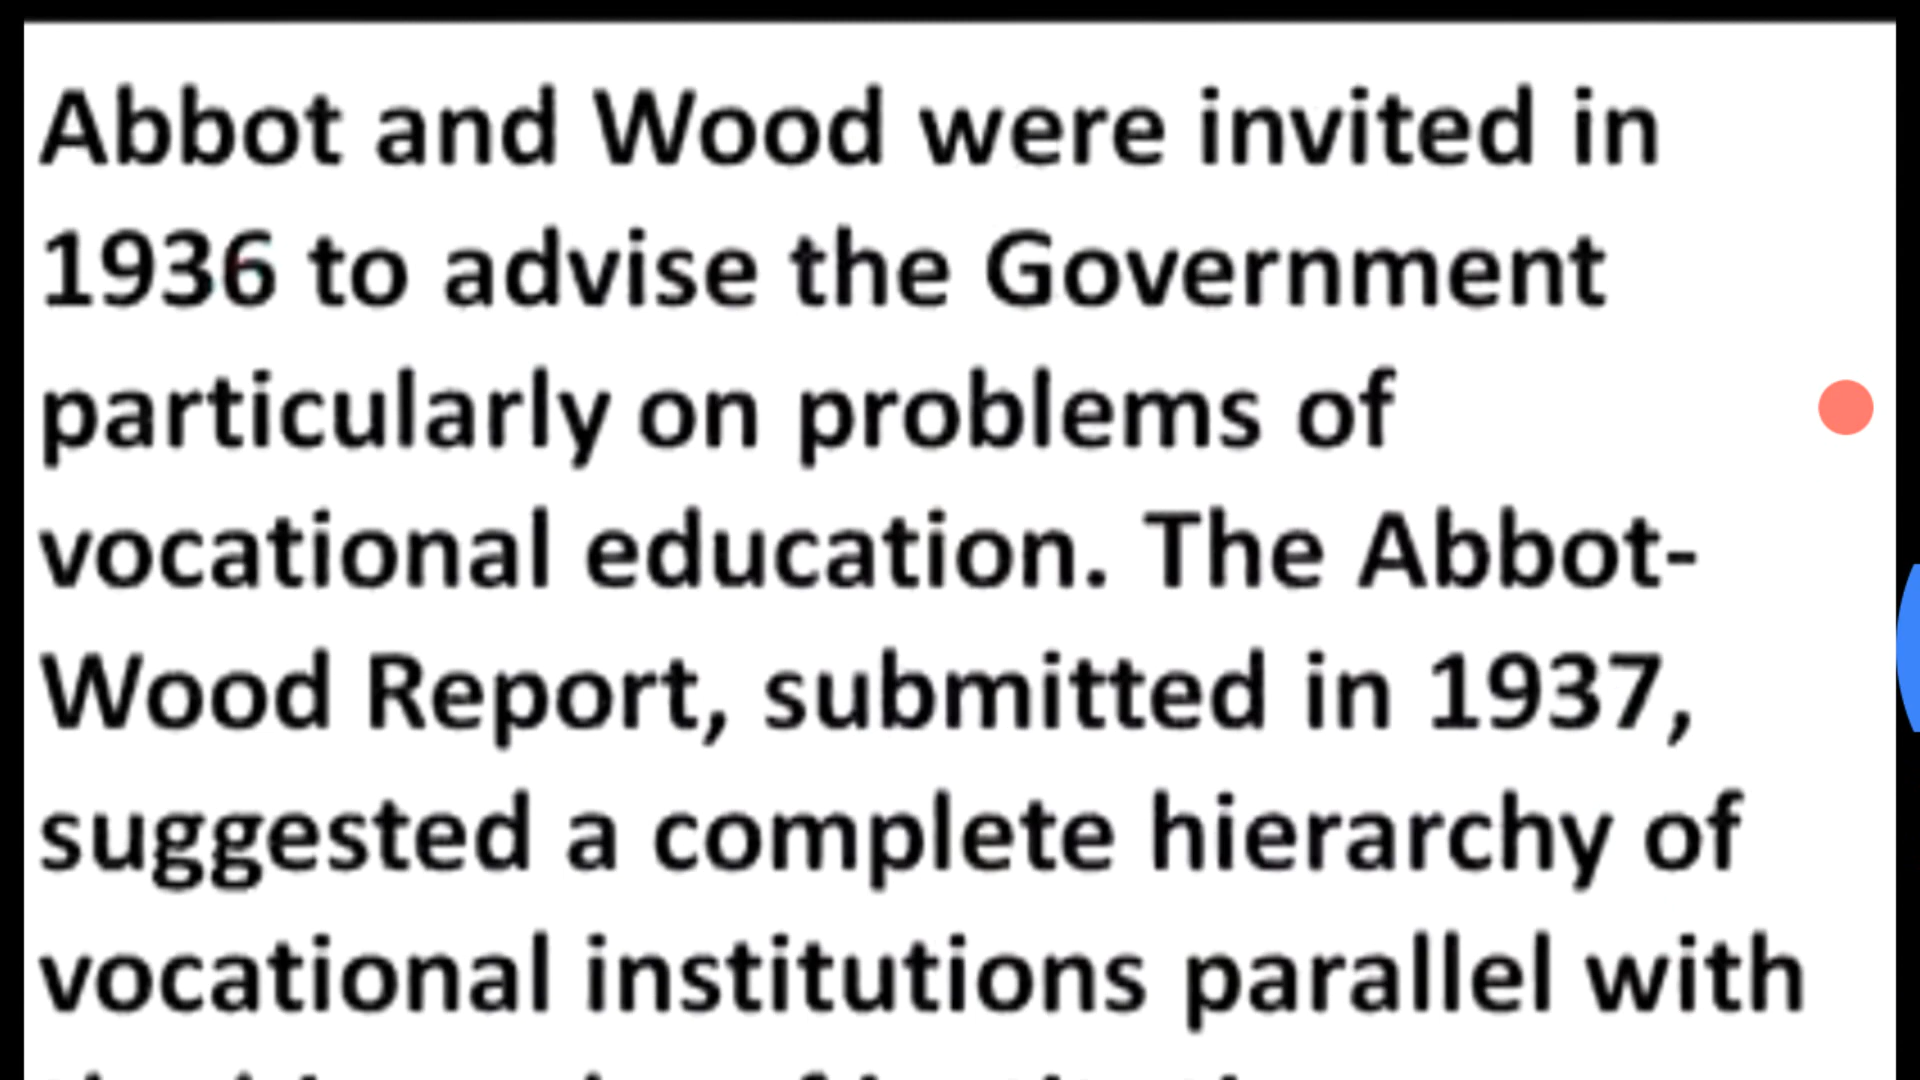 Abbot and Wood were invited in
1936 to advise the Government
particularly on problems of
vocational education. The Abbot-
Wood Report, submitted in 1937,
suggested a complete hierarchy of
vocational institutions parallel with